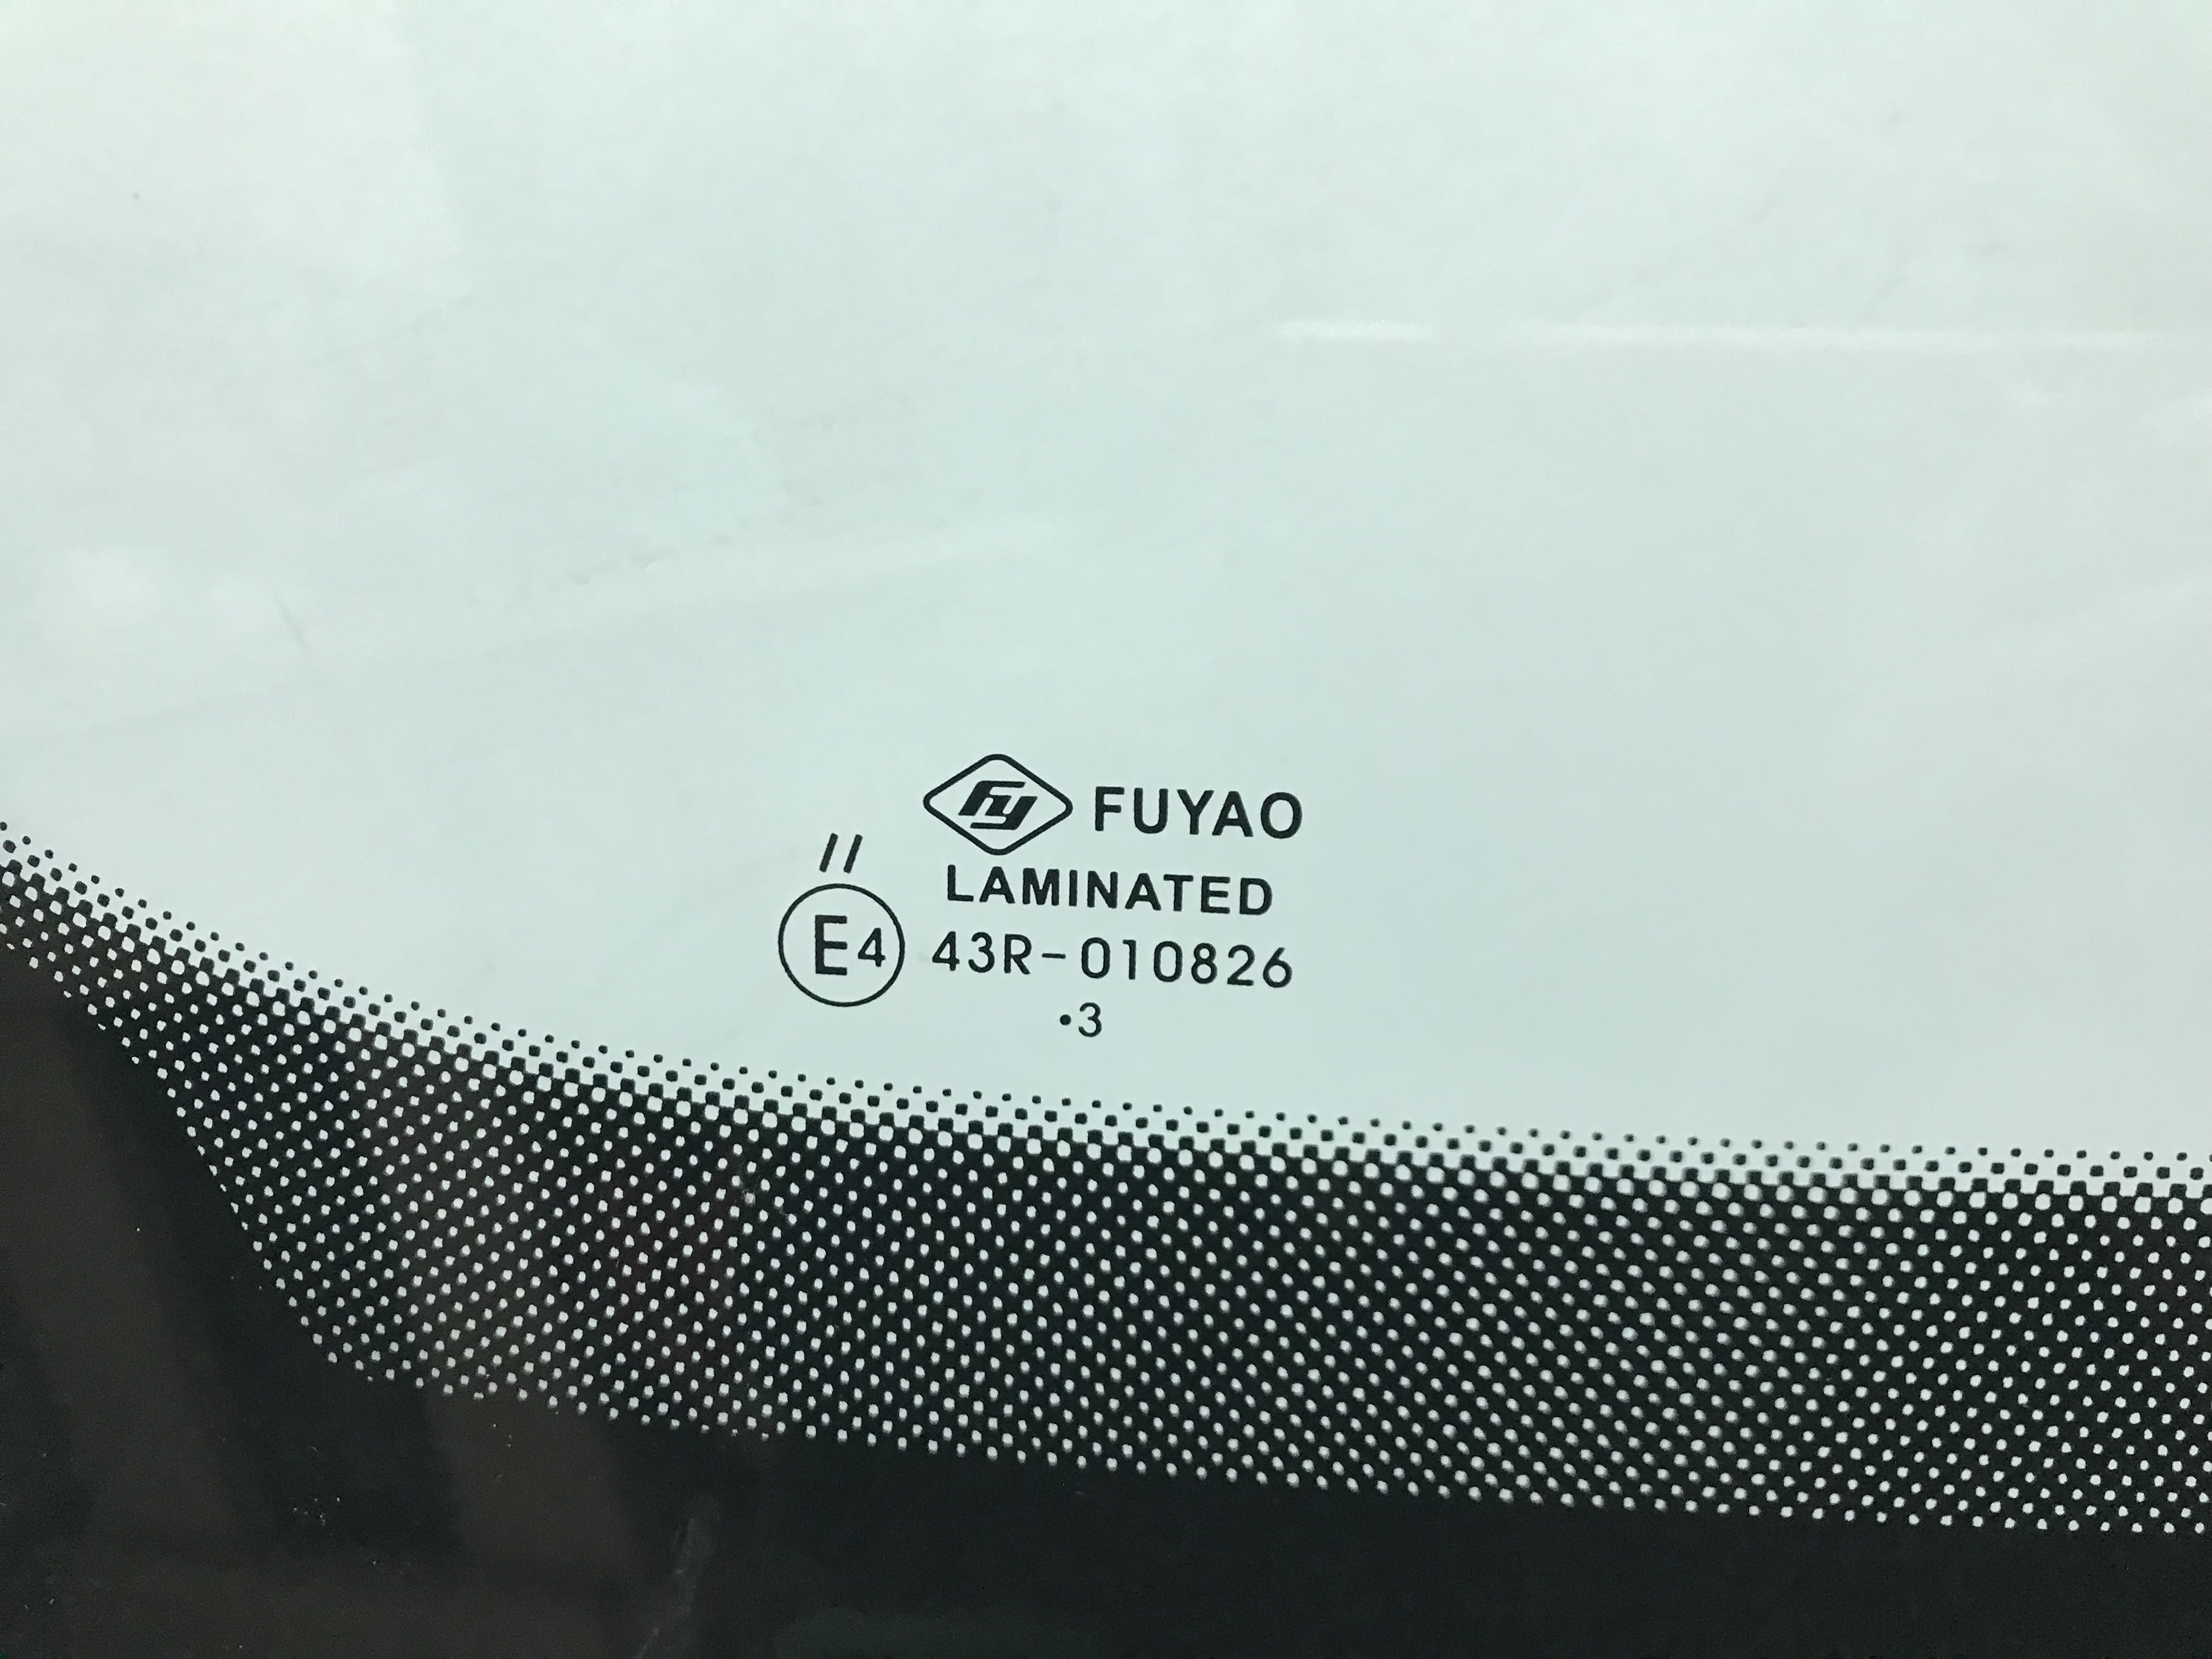 fy FUYAO
LAMINATED
//
E4 43R-010826
·3